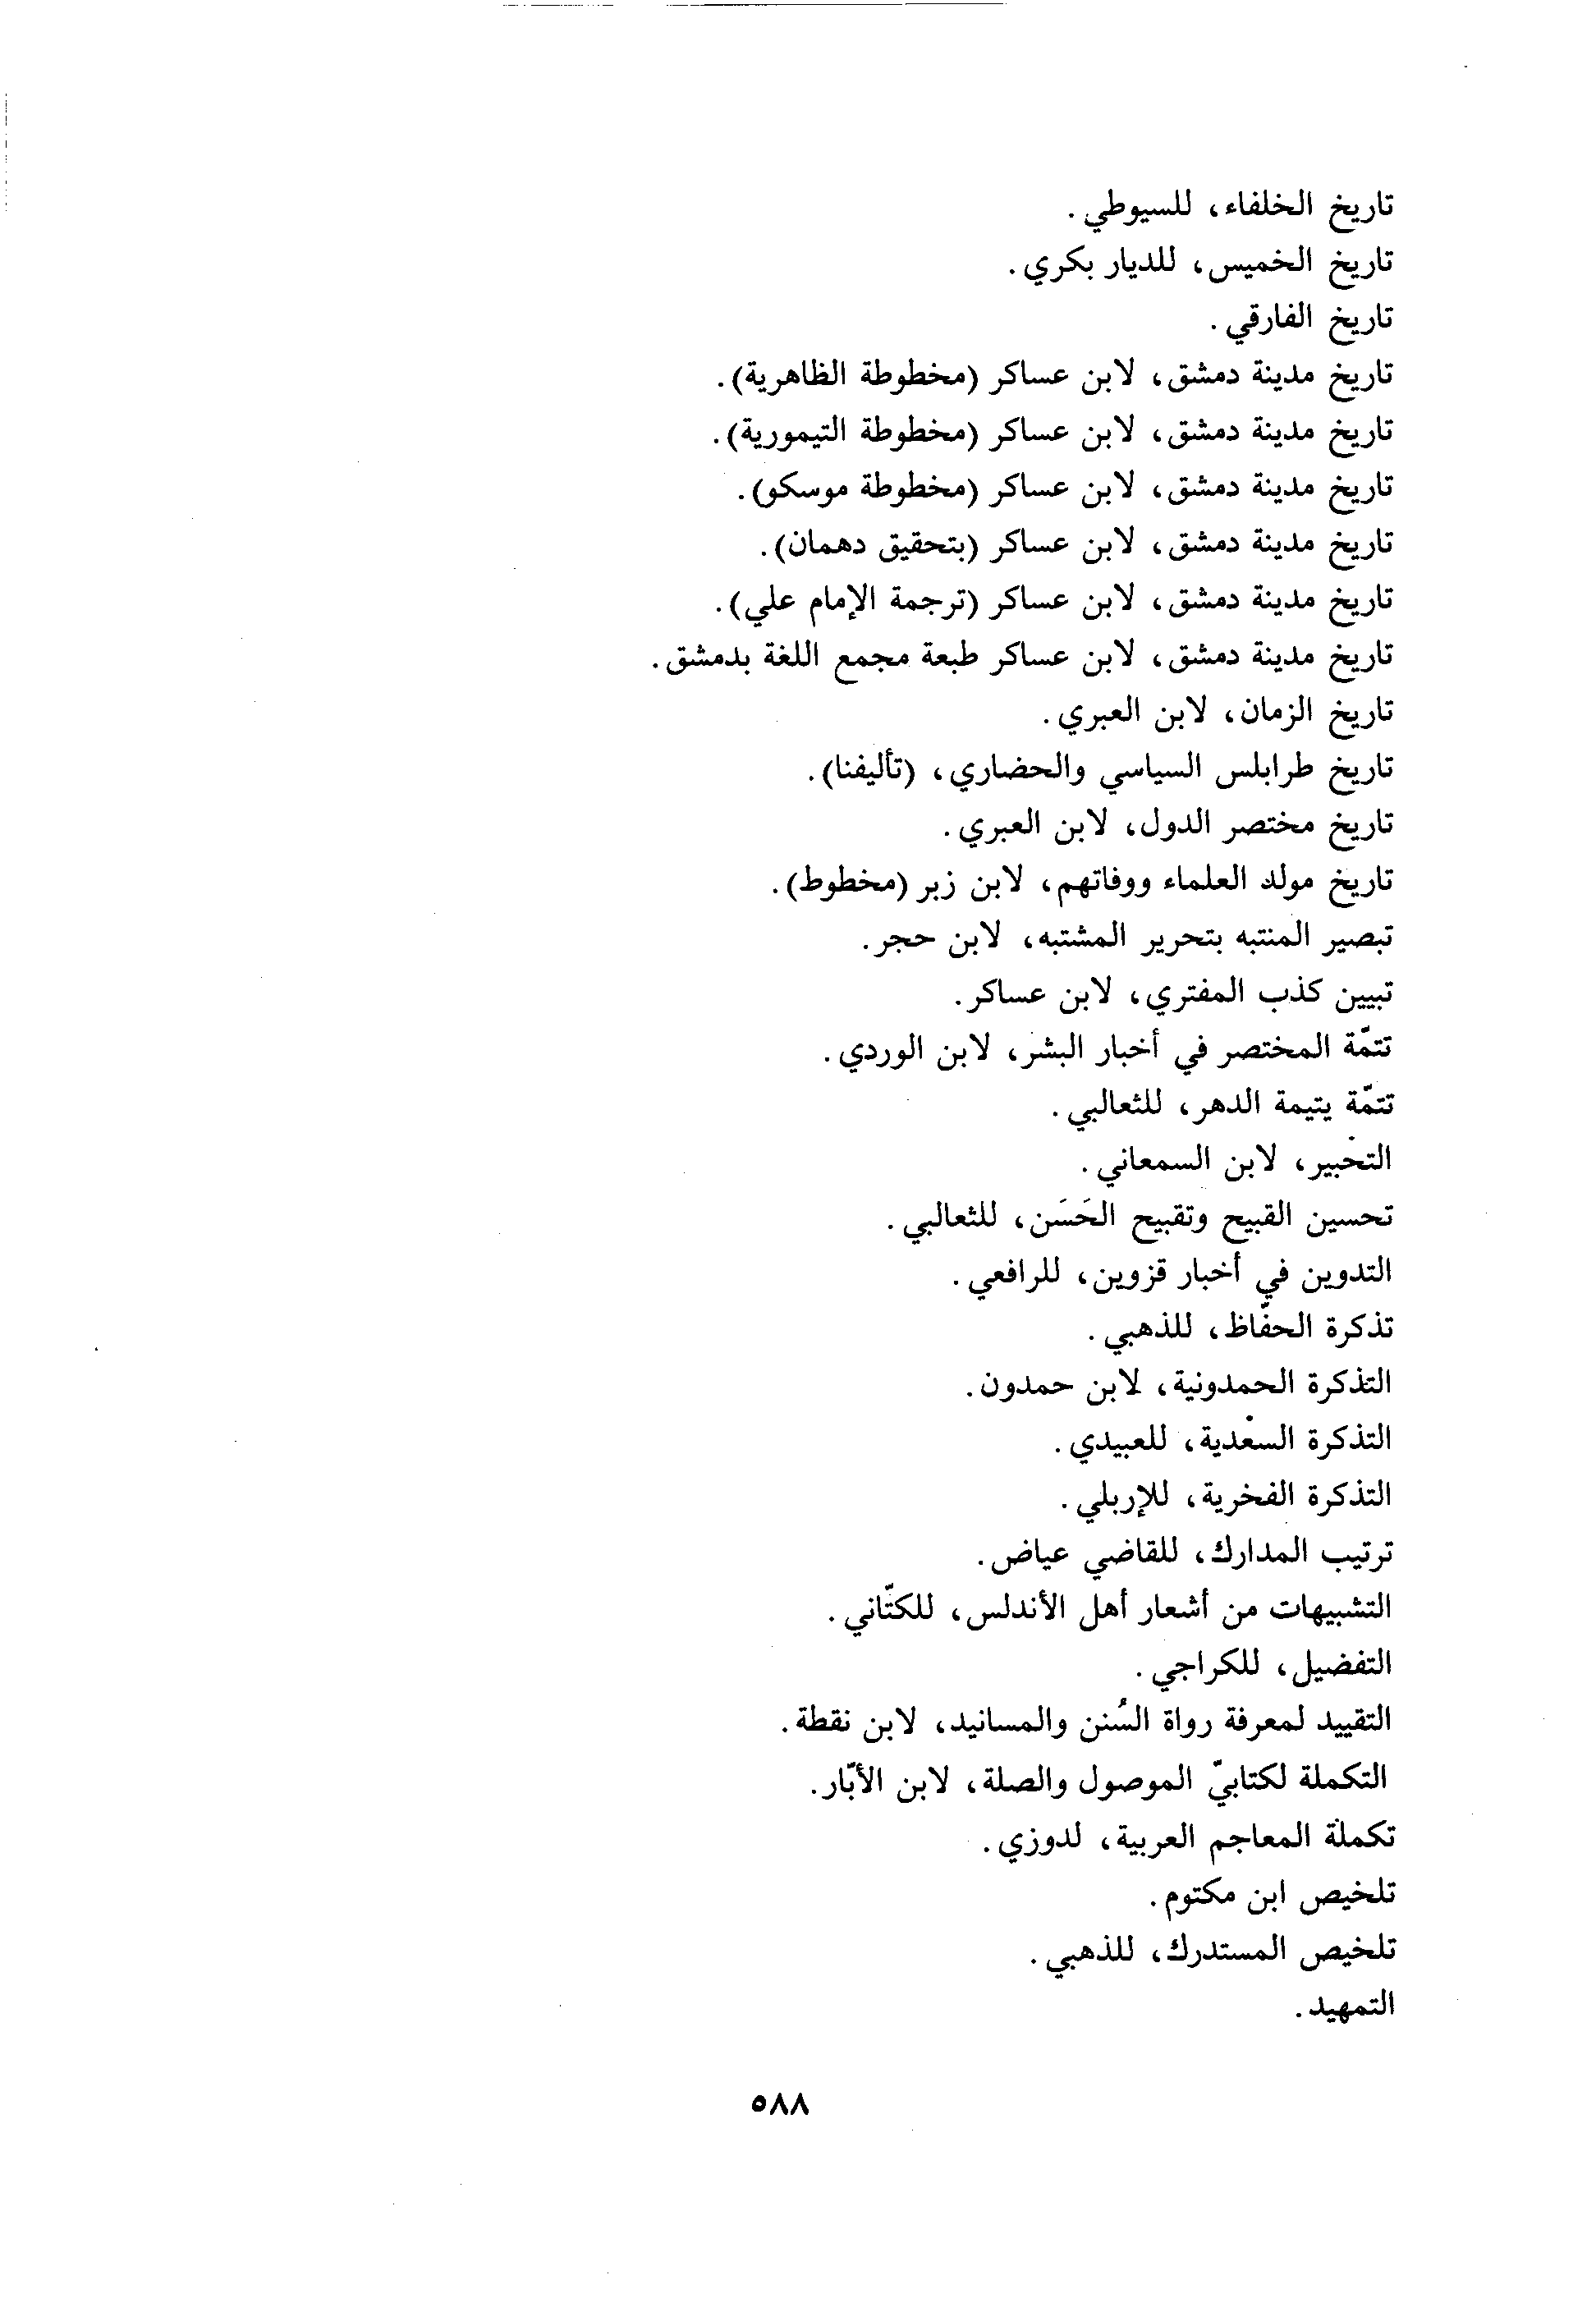 تاريخ الخلفاء، للسيوطي.
تاريخ الخميس، للديار بكري.
تاريخ الفارقي.
تاريخ مدينة دمشق، لابن عساكر (مخطوطة الظاهرية).
تاريخ مدينة دمشق، لابن عساكر (مخطوطة التيمورية).
تاريخ مدينة دمشق، لابن عساكر (مخطوطة موسكو).
تاريخ مدينة دمشق، لابن عساكر (بتحقيق دهمان).
تاريخ مدينة دمشق، لابن عساكر (ترجمة الإمام علي).
تاريخ مدينة دمشق، لابن عساكر طبعة مجمع اللغة بدمشق.
تاريخ الزمان، لابن العبري.
تاريخ طرابلس السياسي والحضاري، (تأليفنا).
تاريخ مختصر الدول، لابن العبري.
تاريخ مولد العلماء ووفاتهم، لابن زبر (مخطوط).
تبصير المنتبه بتحرير المشتبه، لابن حجر.
تبيين كذب المفتري، لابن عساكر.
تتمّة المختصر في أخبار البشر، لابن الوردي.
تتمّة يتيمة الدهر، للثعالبي.
التحْبير، لابن السمعاني.
تحسين القبيح وتقبيح الحَسَن، للثعالبي.
التدوين في أخبار قزوين، للرافعي.
تذكرة الحفّاظ، للذهبي.
التذكرة الحمدونية، لابن حمدون.
التذكرة السعْدية، للعبيدي.
التذكرة الفخرية، للإربلي.
ترتيب المدارك، للقاضي عياض.
التشبيهات من أشعار أهل الأندلس، للكتّاني.
التفضيل، للكراجي.
التقييد لمعرفة رواة السُنن والمسانيد، لابن نقطة.
التكملة لكتابيّ الموصول والصلة، لابن الأبّار.
تكملة المعاجم العربية، لدوزي.
تلخيص ابن مكتوم.
تلخيص المستدرك، للذهبي.
التمهيد.
٥٨٨